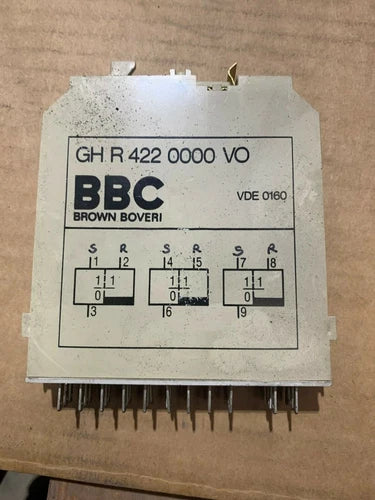 GH R 422 0000 VO
BBC
BROWN BOVERI
VDE 0160
S R S R S R
1 2 4 5 7 8
1 1 1 1 1 1
0 0 0
3 6 9